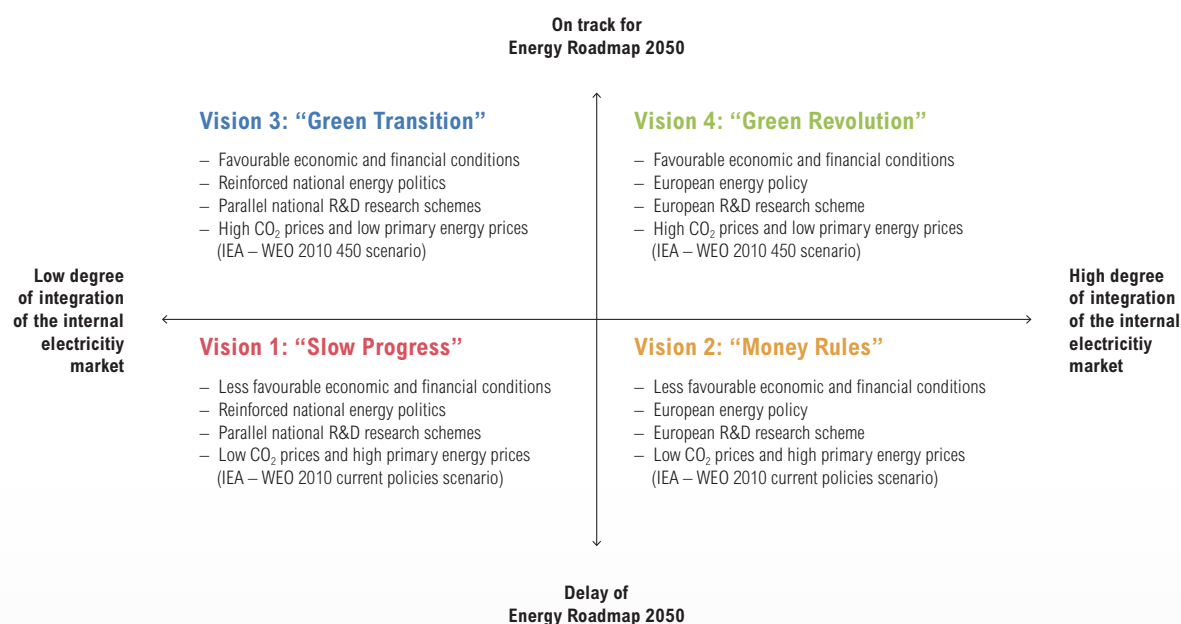 On track for
Energy Roadmap 2050
Vision 3: “Green Transition”
– Favourable economic and financial conditions
– Reinforced national energy politics
– Parallel national R&D research schemes
– High CO₂ prices and low primary energy prices
(IEA – WEO 2010 450 scenario)
Vision 4: “Green Revolution”
– Favourable economic and financial conditions
– European energy policy
– European R&D research scheme
– High CO₂ prices and low primary energy prices
(IEA – WEO 2010 450 scenario)
Low degree
of integration
of the internal
electricitiy
market
High degree
of integration
of the internal
electricitiy
market
Vision 1: “Slow Progress”
– Less favourable economic and financial conditions
– Reinforced national energy politics
– Parallel national R&D research schemes
– Low CO₂ prices and high primary energy prices
(IEA – WEO 2010 current policies scenario)
Vision 2: “Money Rules”
– Less favourable economic and financial conditions
– European energy policy
– European R&D research scheme
– Low CO₂ prices and high primary energy prices
(IEA – WEO 2010 current policies scenario)
Delay of
Energy Roadmap 2050